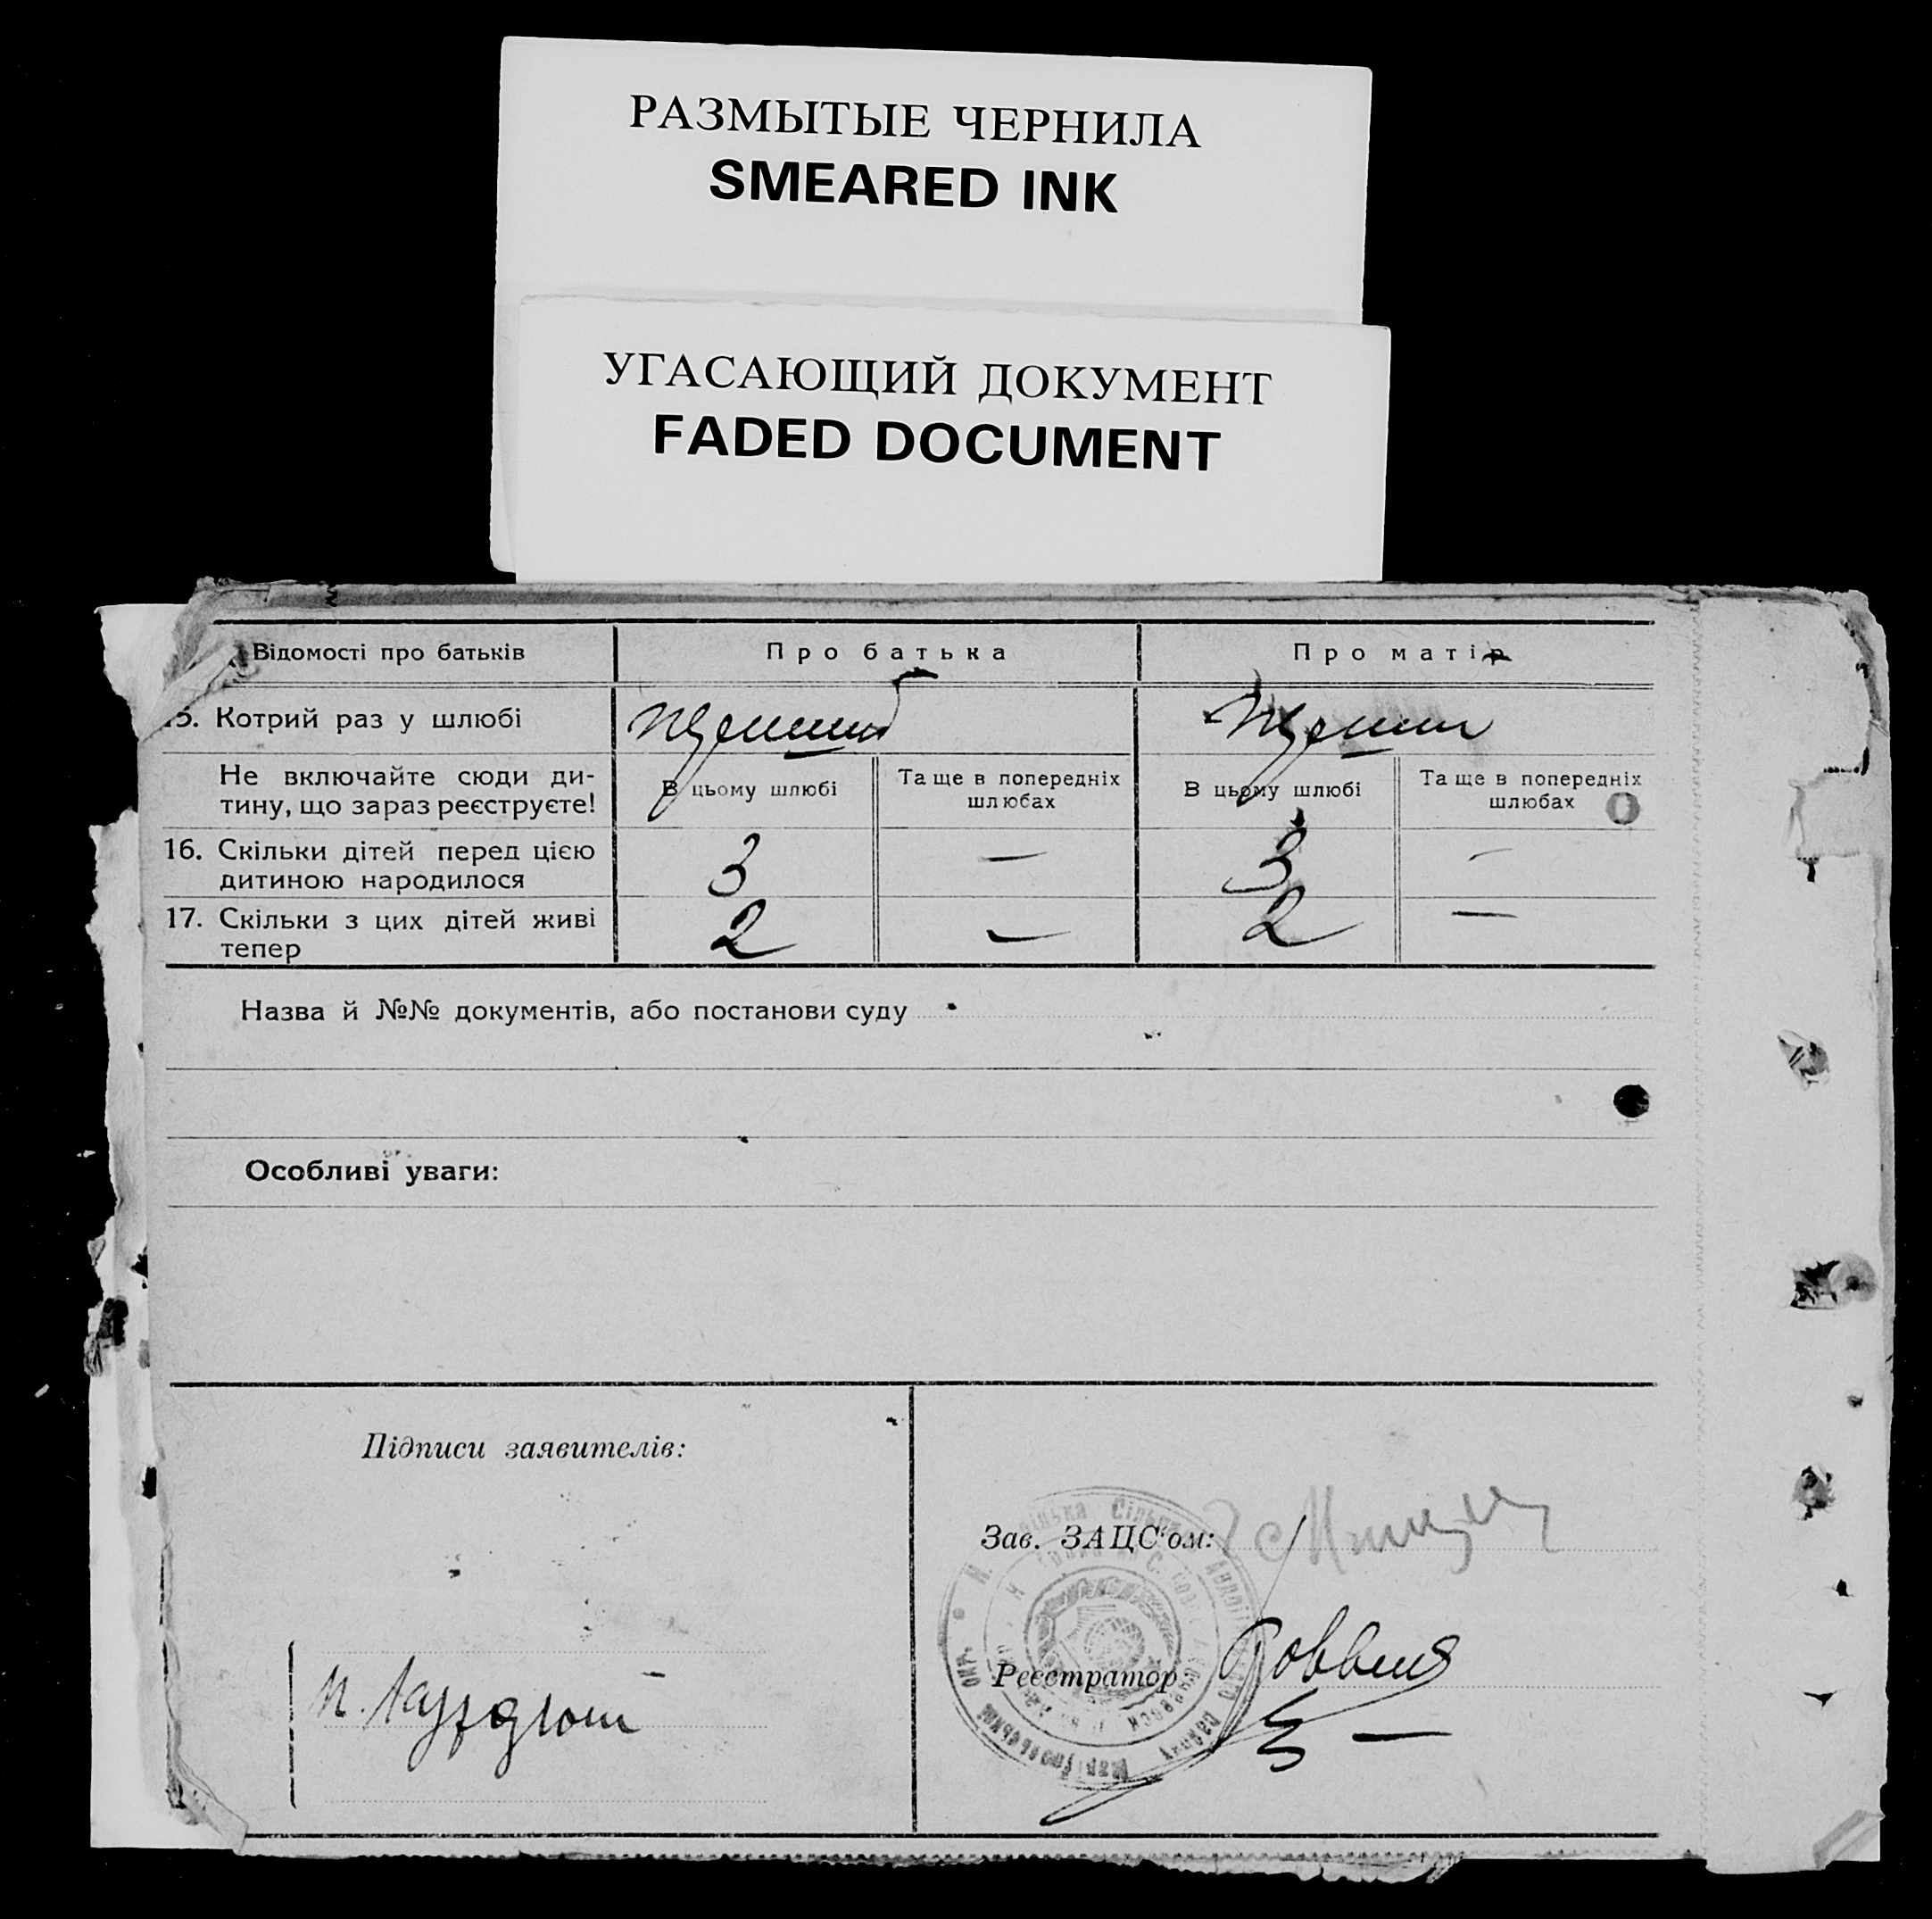 РАЗМЫТЫЕ ЧЕРНИЛА
SMEARED INK
УГАСАЮЩИЙ ДОКУМЕНТ
FADED DOCUMENT
Відомості про батьків Про батька Про матір
15. Котрий раз у шлюбі
Не включайте сюди ди-
тину, що зараз реєструєте!
В цьому шлюбі Та ще в попередніх шлюбах В цьому шлюбі Та ще в попередніх шлюбах
16. Скільки дітей перед цією
дитиною народилося 3 — 3 —
17. Скільки з цих дітей живі
тепер 2 — 2 —
Назва й №№ документів, або постанови суду
Особливі уваги:
Підписи заявителів:
Зав. ЗАЦС'ом:
Реєстратор